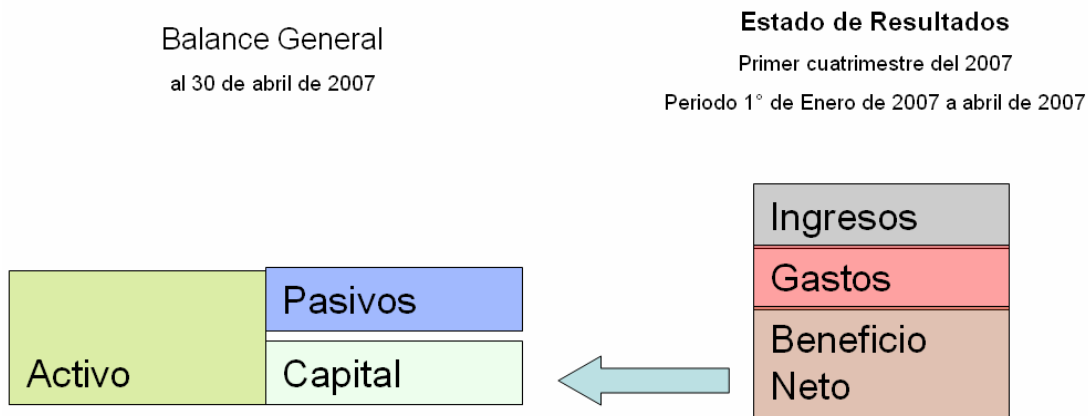 Balance General
al 30 de abril de 2007
Activo
Pasivos
Capital
Estado de Resultados
Primer cuatrimestre del 2007
Periodo 1° de Enero de 2007 a abril de 2007
Ingresos
Gastos
Beneficio
Neto